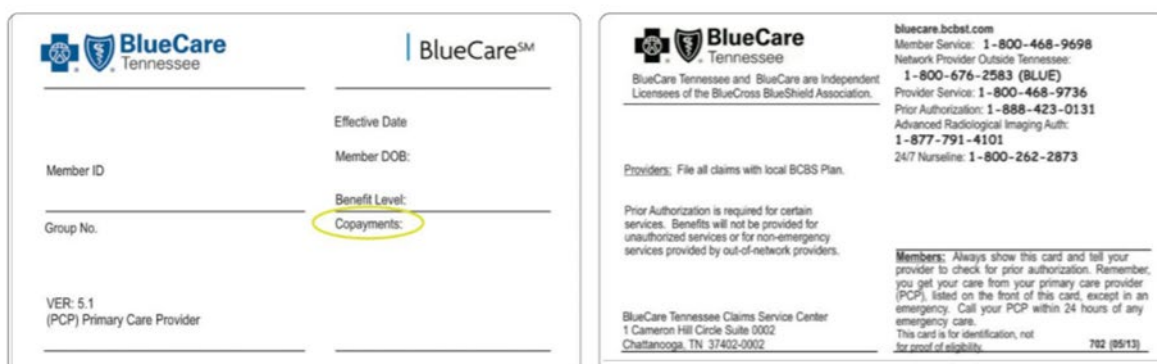 BlueCare
Tennessee
BlueCare℠
Effective Date
Member DOB:
Member ID
Benefit Level:
Group No.
Copayments:
VER: 5.1
(PCP) Primary Care Provider
BlueCare
Tennessee
BlueCare Tennessee and BlueCare are Independent
Licensees of the BlueCross BlueShield Association.
Providers: File all claims with local BCBS Plan.
Prior Authorization is required for certain
services. Benefits will not be provided for
unauthorized services or for non-emergency
services provided by out-of-network providers.
BlueCare Tennessee Claims Service Center
1 Cameron Hill Circle Suite 0002
Chattanooga, TN 37402-0002
bluecare.bcbst.com
Member Service: 1-800-468-9698
Network Provider Outside Tennessee:
1-800-676-2583 (BLUE)
Provider Service: 1-800-468-9736
Prior Authorization: 1-888-423-0131
Advanced Radiological Imaging Auth:
1-877-791-4101
24/7 Nurseline: 1-800-262-2873
Members: Always show this card and tell your
provider to check for prior authorization. Remember,
you get your care from your primary care provider
(PCP), listed on the front of this card, except in an
emergency. Call your PCP within 24 hours of any
emergency care.
This card is for identification, not
for proof of eligibility. 702 (05/13)